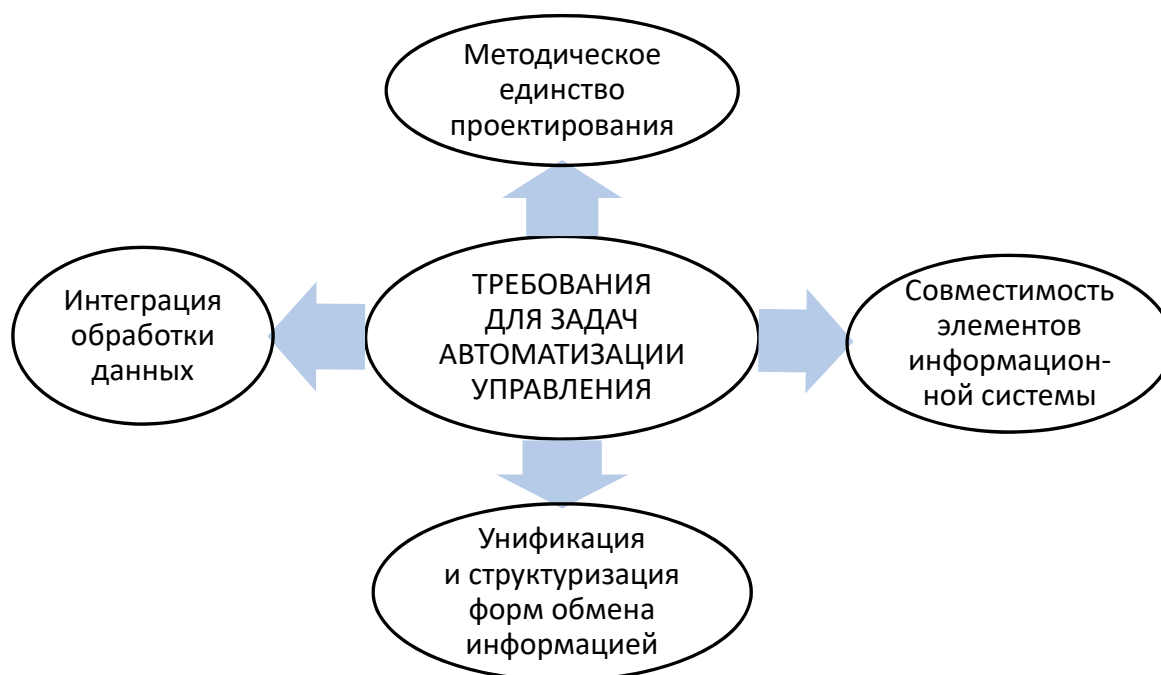 Методическое
единство
проектирования
Интеграция
обработки
данных
ТРЕБОВАНИЯ
ДЛЯ ЗАДАЧ
АВТОМАТИЗАЦИИ
УПРАВЛЕНИЯ
Совместимость
элементов
информацион-
ной системы
Унификация
и структуризация
форм обмена
информацией